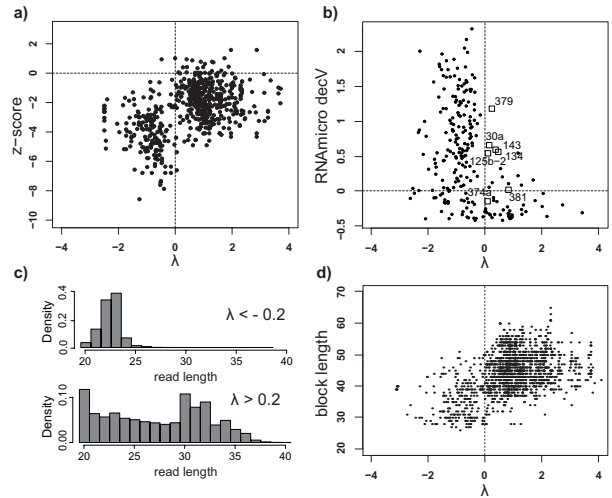 a)
z−score
2
0
−2
−4
−6
−8
−10
−4 −2 0 2 4
λ
b)
RNAmicro decV
2
1.5
1
0.5
0
−0.5
379
30a
143
134
125b−2
374a
381
−4 −2 0 2 4
λ
c)
Density
0.4
0.2
0.0
λ < - 0.2
20 25 30 35 40
read length
Density
0.10
0.00
λ > 0.2
20 25 30 35 40
read length
d)
block length
70
60
50
40
30
20
−4 −2 0 2 4
λ